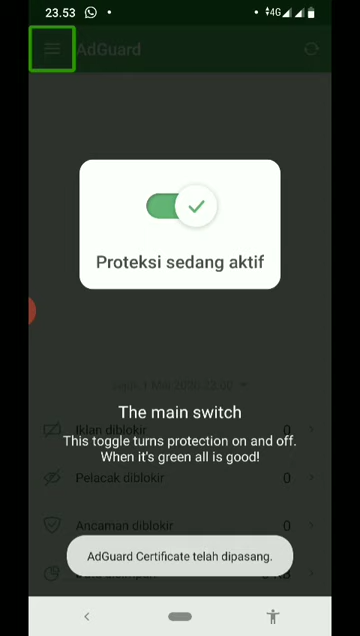 23.53
4G
AdGuard
Proteksi sedang aktif
The main switch
Iklan diblokir 0
This toggle turns protection on and off.
When it's green all is good!
Pelacak diblokir 0
Ancaman diblokir 0
AdGuard Certificate telah dipasang.